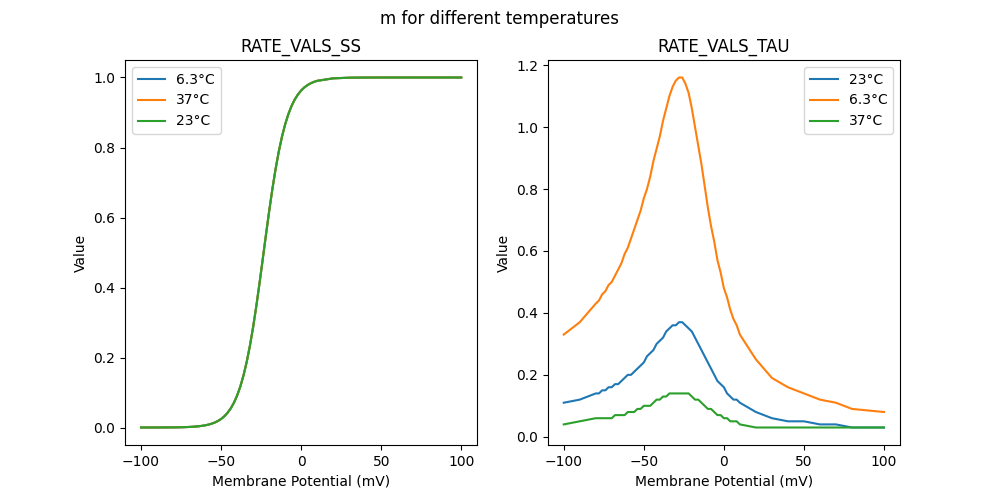 m for different temperatures
RATE_VALS_SS
RATE_VALS_TAU
6.3°C
37°C
23°C
23°C
6.3°C
37°C
Value
1.0
0.8
0.6
0.4
0.2
0.0
−100
−50
0
50
100
Membrane Potential (mV)
Value
1.2
1.0
0.8
0.6
0.4
0.2
0.0
−100
−50
0
50
100
Membrane Potential (mV)